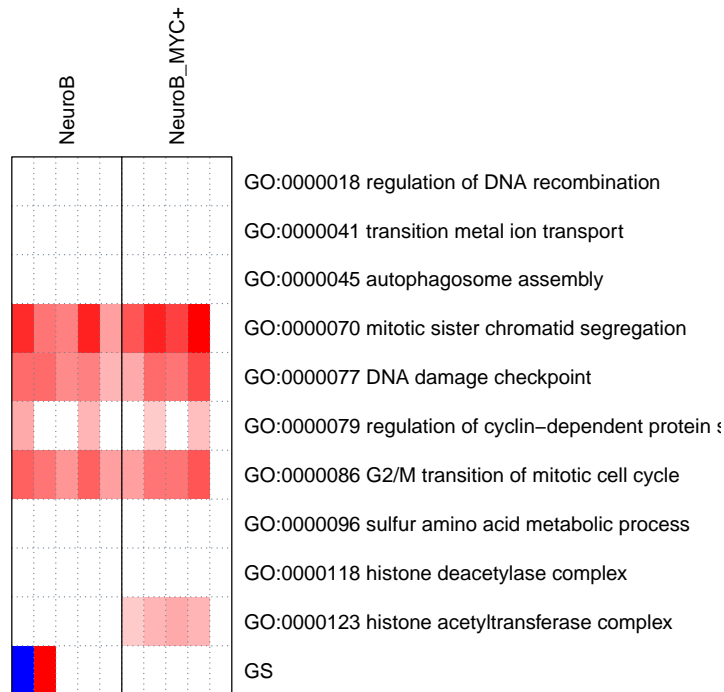 NeuroB
NeuroB_MYC+
GO:0000018 regulation of DNA recombination
GO:0000041 transition metal ion transport
GO:0000045 autophagosome assembly
GO:0000070 mitotic sister chromatid segregation
GO:0000077 DNA damage checkpoint
GO:0000079 regulation of cyclin−dependent protein s
GO:0000086 G2/M transition of mitotic cell cycle
GO:0000096 sulfur amino acid metabolic process
GO:0000118 histone deacetylase complex
GO:0000123 histone acetyltransferase complex
GS